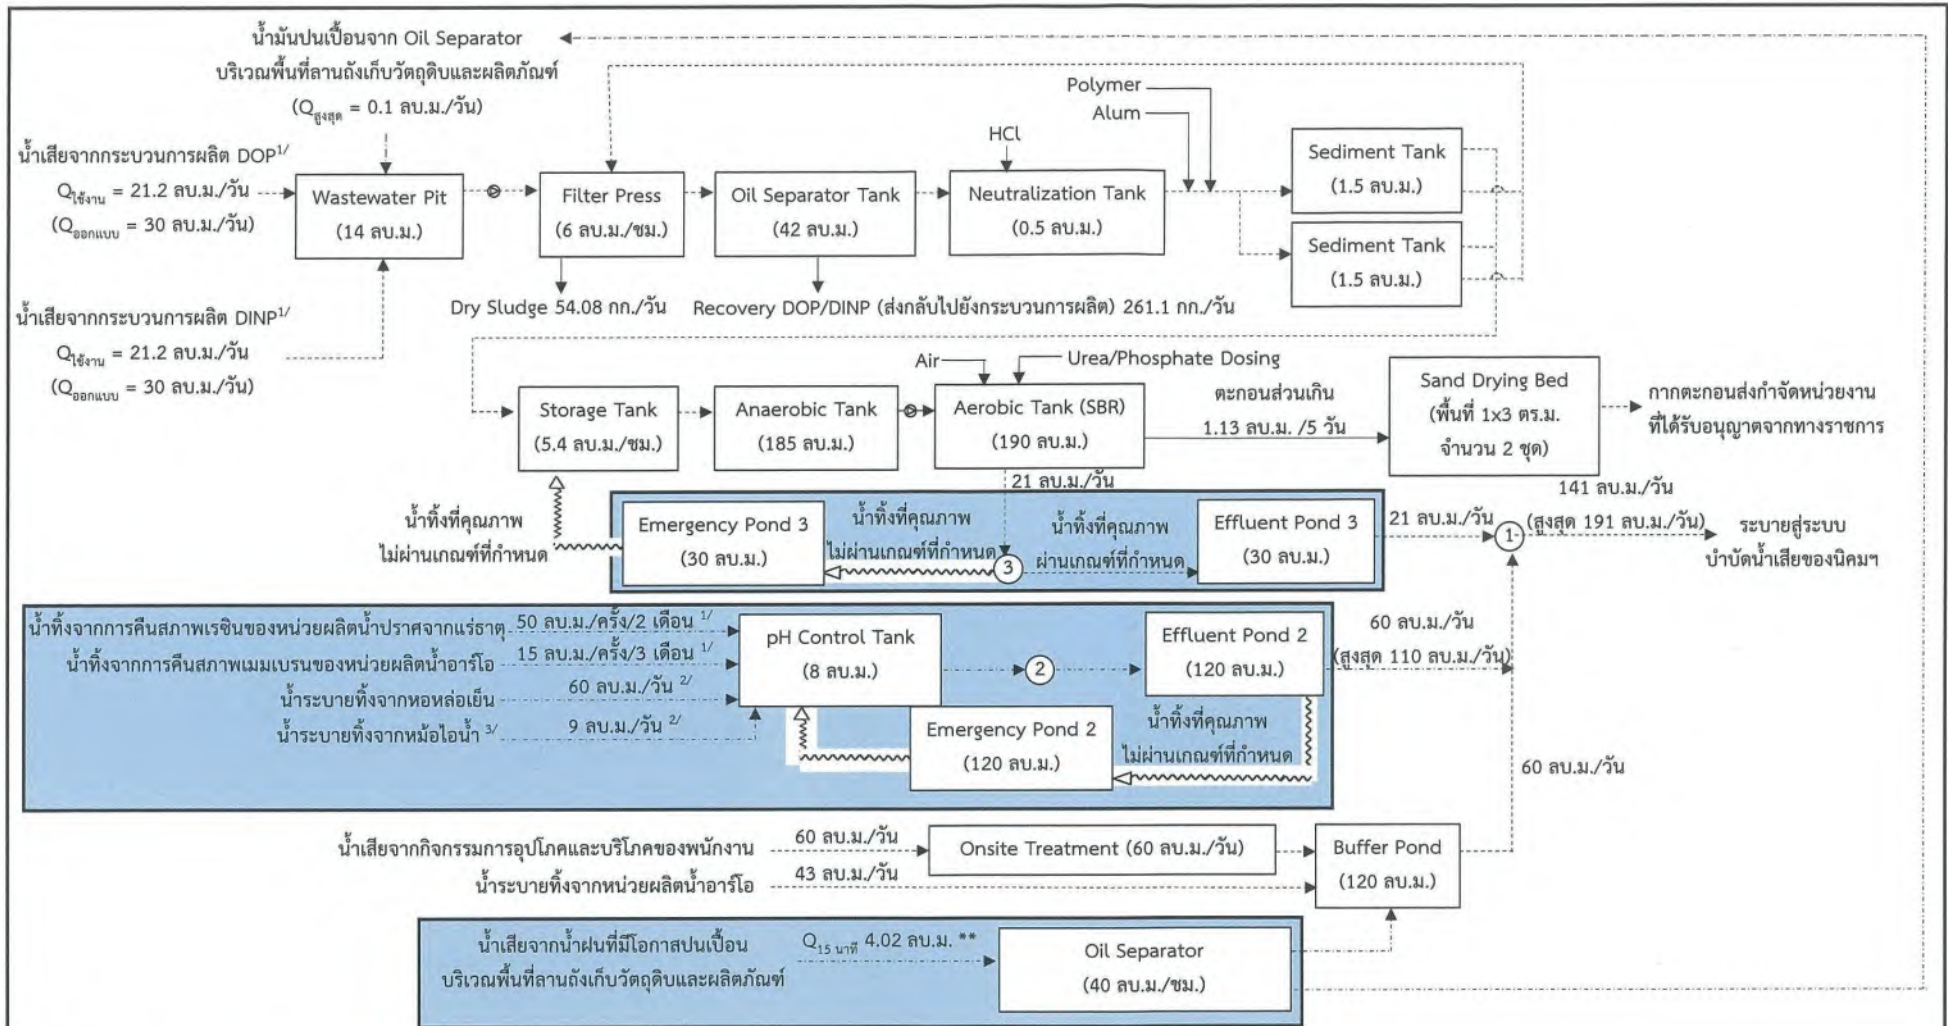 น้ำมันปนเปื้อนจาก Oil Separator
บริเวณพื้นที่ลานถังเก็บวัตถุดิบและผลิตภัณฑ์
(Qสูงสุด = 0.1 ลบ.ม./วัน)
Polymer
Alum
HCl
น้ำเสียจากกระบวนการผลิต DOP1/
Qใช้งาน = 21.2 ลบ.ม./วัน
(Qออกแบบ = 30 ลบ.ม./วัน)
Wastewater Pit
(14 ลบ.ม.)
Filter Press
(6 ลบ.ม./ชม.)
Oil Separator Tank
(42 ลบ.ม.)
Neutralization Tank
(0.5 ลบ.ม.)
Sediment Tank
(1.5 ลบ.ม.)
Sediment Tank
(1.5 ลบ.ม.)
Dry Sludge 54.08 กก./วัน
Recovery DOP/DINP (ส่งกลับไปยังกระบวนการผลิต) 261.1 กก./วัน
น้ำเสียจากกระบวนการผลิต DINP1/
Qใช้งาน = 21.2 ลบ.ม./วัน
(Qออกแบบ = 30 ลบ.ม./วัน)
Air
Urea/Phosphate Dosing
Storage Tank
(5.4 ลบ.ม./ชม.)
Anaerobic Tank
(185 ลบ.ม.)
Aerobic Tank (SBR)
(190 ลบ.ม.)
ตะกอนส่วนเกิน
1.13 ลบ.ม. /5 วัน
Sand Drying Bed
(พื้นที่ 1x3 ตร.ม.
จำนวน 2 ชุด)
กากตะกอนส่งกำจัดหน่วยงาน
ที่ได้รับอนุญาตจากทางราชการ
21 ลบ.ม./วัน
น้ำทิ้งที่คุณภาพ
ไม่ผ่านเกณฑ์ที่กำหนด
Emergency Pond 3
(30 ลบ.ม.)
น้ำทิ้งที่คุณภาพ
ไม่ผ่านเกณฑ์ที่กำหนด
3
น้ำทิ้งที่คุณภาพ
ผ่านเกณฑ์ที่กำหนด
Effluent Pond 3
(30 ลบ.ม.)
21 ลบ.ม./วัน
1
141 ลบ.ม./วัน
(สูงสุด 191 ลบ.ม./วัน)
ระบายสู่ระบบ
บำบัดน้ำเสียของนิคมฯ
น้ำทิ้งจากการคืนสภาพเรซินของหน่วยผลิตน้ำปราศจากแร่ธาตุ 50 ลบ.ม./ครั้ง/2 เดือน 1/
น้ำทิ้งจากการคืนสภาพเมมเบรนของหน่วยผลิตน้ำอาร์โอ 15 ลบ.ม./ครั้ง/3 เดือน 1/
น้ำระบายทิ้งจากหอหล่อเย็น 60 ลบ.ม./วัน 2/
น้ำระบายทิ้งจากหม้อไอน้ำ 3/ 9 ลบ.ม./วัน 2/
pH Control Tank
(8 ลบ.ม.)
2
Effluent Pond 2
(120 ลบ.ม.)
60 ลบ.ม./วัน
(สูงสุด 110 ลบ.ม./วัน)
Emergency Pond 2
(120 ลบ.ม.)
น้ำทิ้งที่คุณภาพ
ไม่ผ่านเกณฑ์ที่กำหนด
60 ลบ.ม./วัน
น้ำเสียจากกิจกรรมการอุปโภคและบริโภคของพนักงาน 60 ลบ.ม./วัน
Onsite Treatment (60 ลบ.ม./วัน)
น้ำระบายทิ้งจากหน่วยผลิตน้ำอาร์โอ 43 ลบ.ม./วัน
Buffer Pond
(120 ลบ.ม.)
น้ำเสียจากน้ำฝนที่มีโอกาสปนเปื้อน
บริเวณพื้นที่ลานถังเก็บวัตถุดิบและผลิตภัณฑ์
Q15 นาที 4.02 ลบ.ม. **
Oil Separator
(40 ลบ.ม./ชม.)